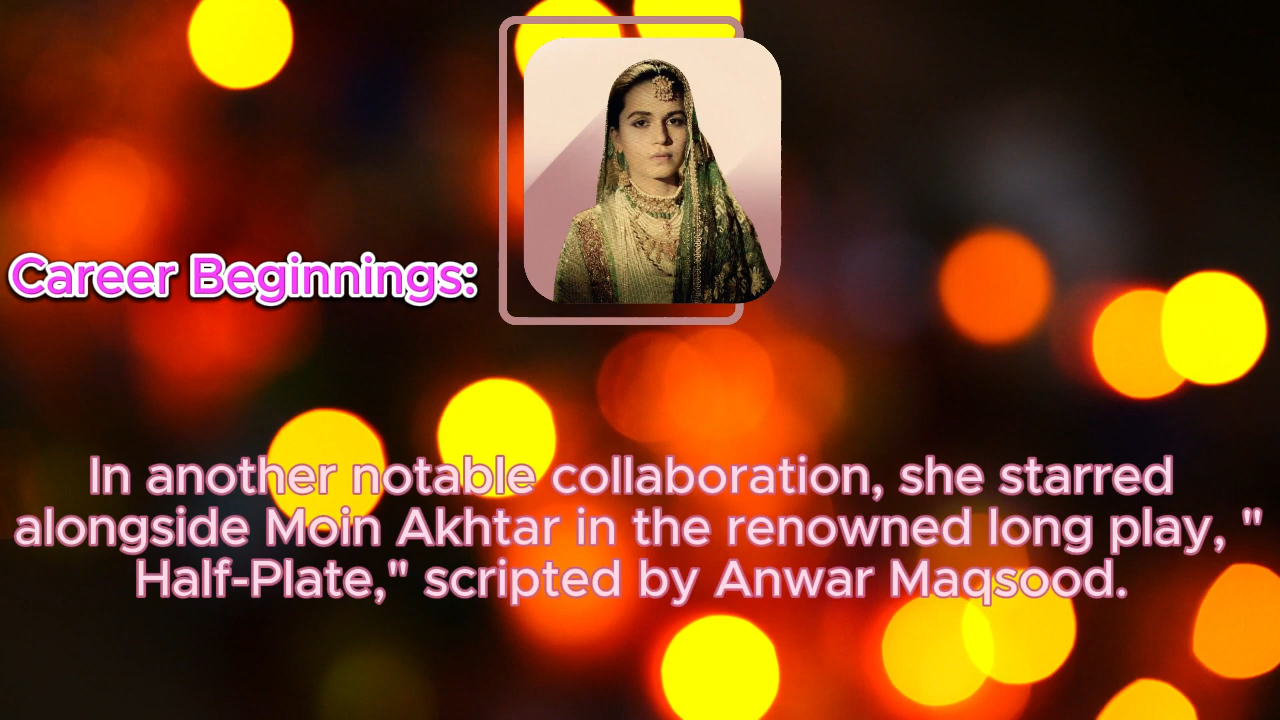 Career Beginnings:
In another notable collaboration, she starred
alongside Moin Akhtar in the renowned long play, "
Half-Plate," scripted by Anwar Maqsood.